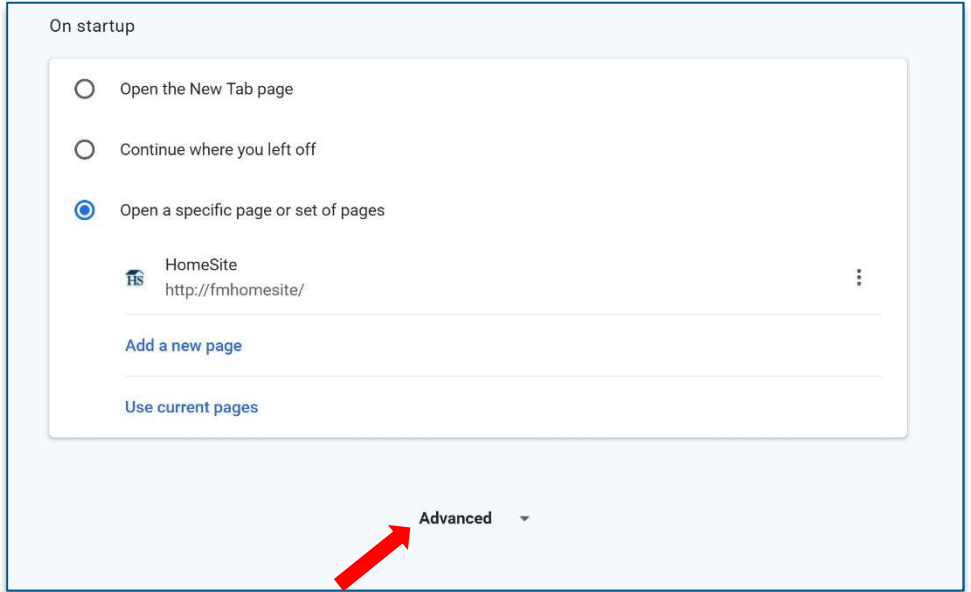 On startup
Open the New Tab page
Continue where you left off
Open a specific page or set of pages
HS
HomeSite
http://fmhomesite/
Add a new page
Use current pages
Advanced